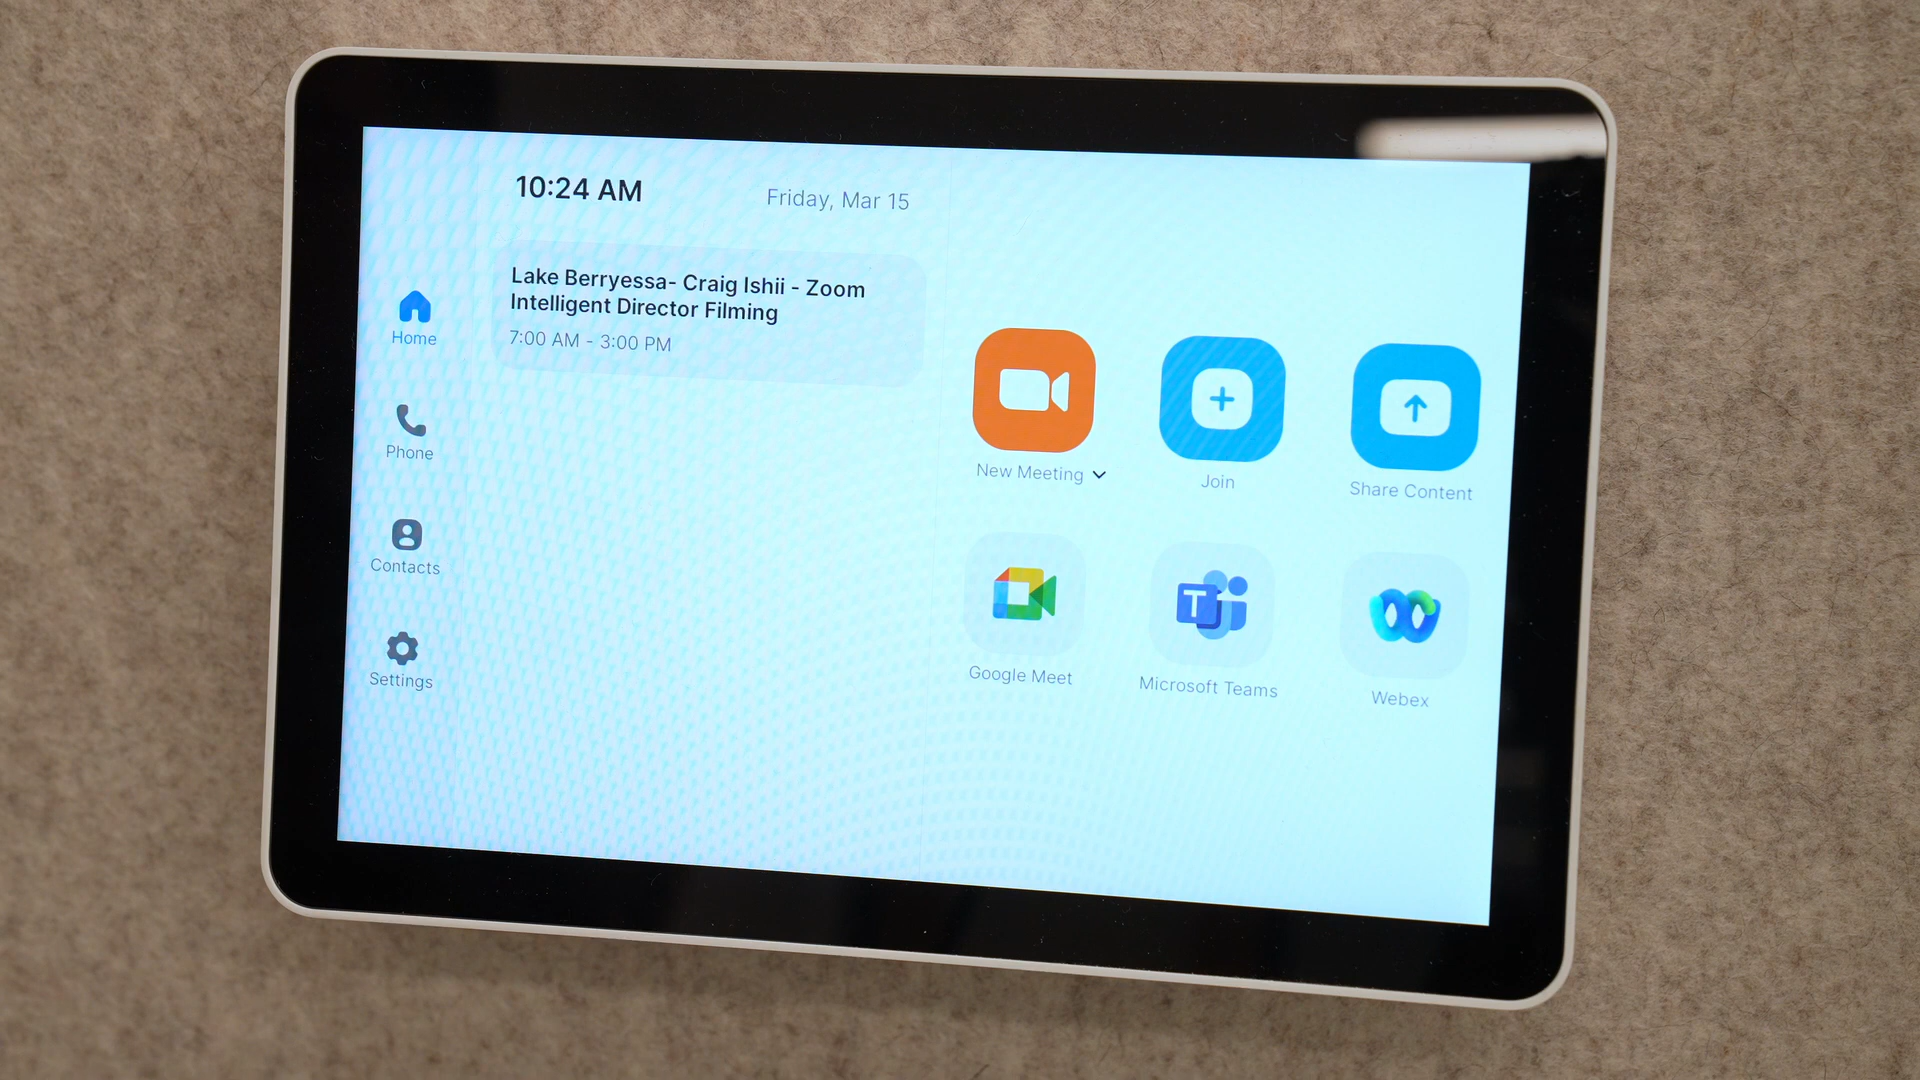 10:24 AM
Friday, Mar 15
Lake Berryessa- Craig Ishii - Zoom
Intelligent Director Filming
7:00 AM - 3:00 PM
Home
Phone
Contacts
Settings
New Meeting
Join
Share Content
T
Google Meet
Microsoft Teams
Webex